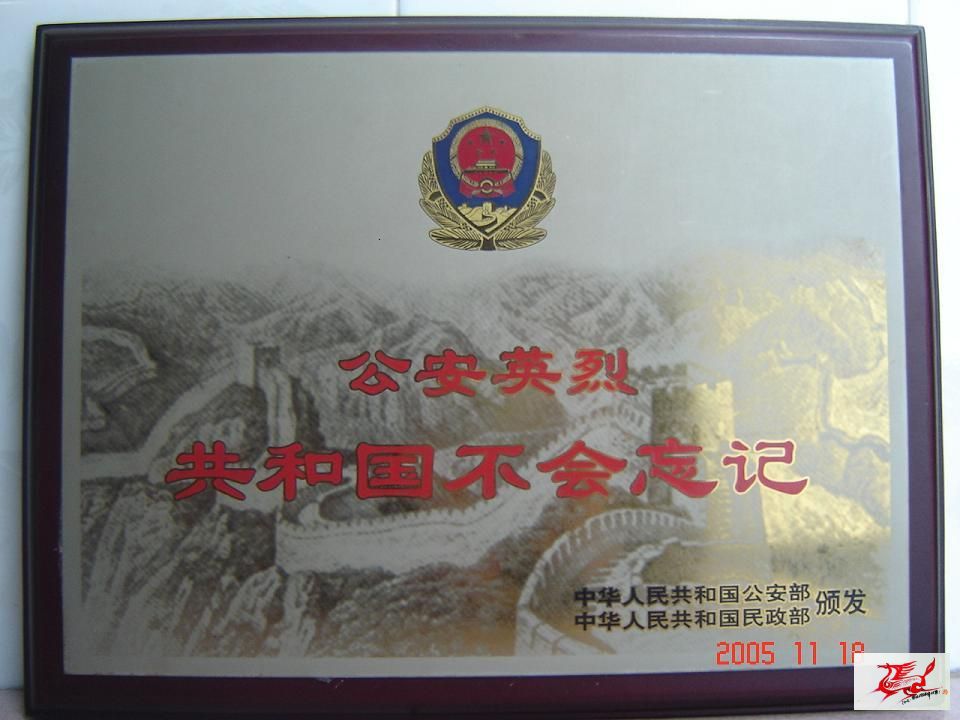 公安英烈
共和国不会忘记
中华人民共和国公安部
中华人民共和国民政部
颁发
2005 11 18